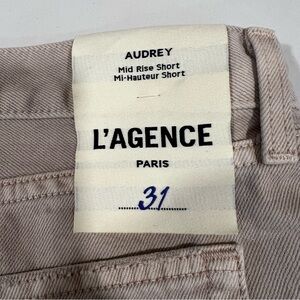 AUDREY
Mid Rise Short
Mi-Hauteur Short
L'AGENCE
PARIS
31